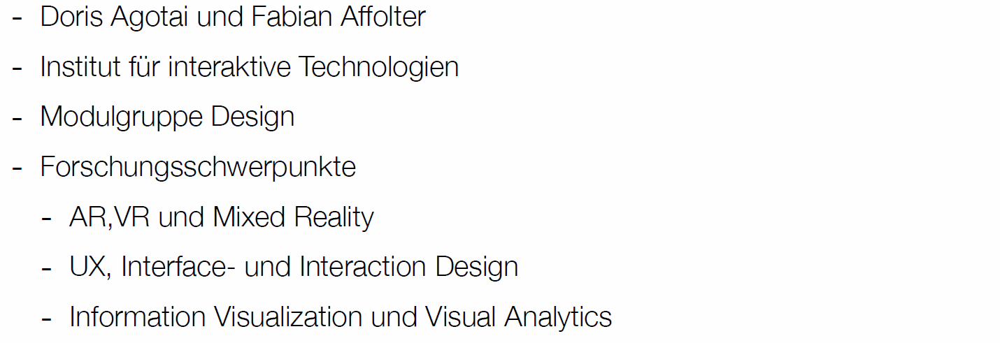 - Doris Agotai und Fabian Affolter
- Institut für interaktive Technologien
- Modulgruppe Design
- Forschungsschwerpunkte
- AR,VR und Mixed Reality
- UX, Interface- und Interaction Design
- Information Visualization und Visual Analytics